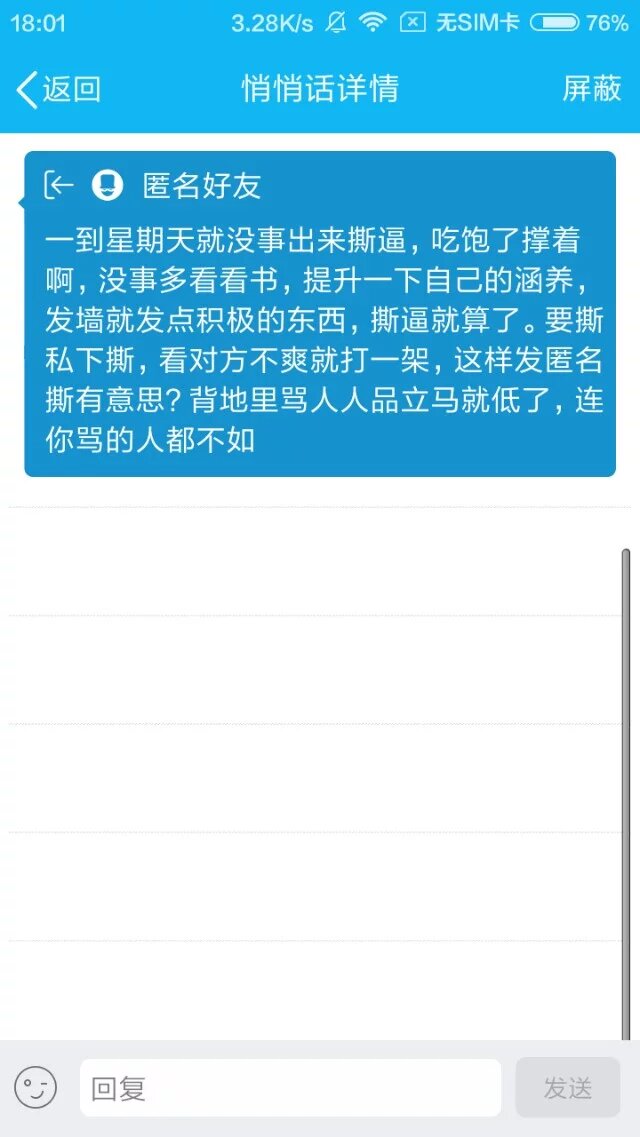 18:01 3.28K/s 无SIM卡 76%
返回 悄悄话详情 屏蔽
匿名好友
一到星期天就没事出来撕逼，吃饱了撑着
啊，没事多看看书，提升一下自己的涵养，
发墙就发点积极的东西，撕逼就算了。要撕
私下撕，看对方不爽就打一架，这样发匿名
撕有意思？背地里骂人人品立马就低了，连
你骂的人都不如
回复 发送